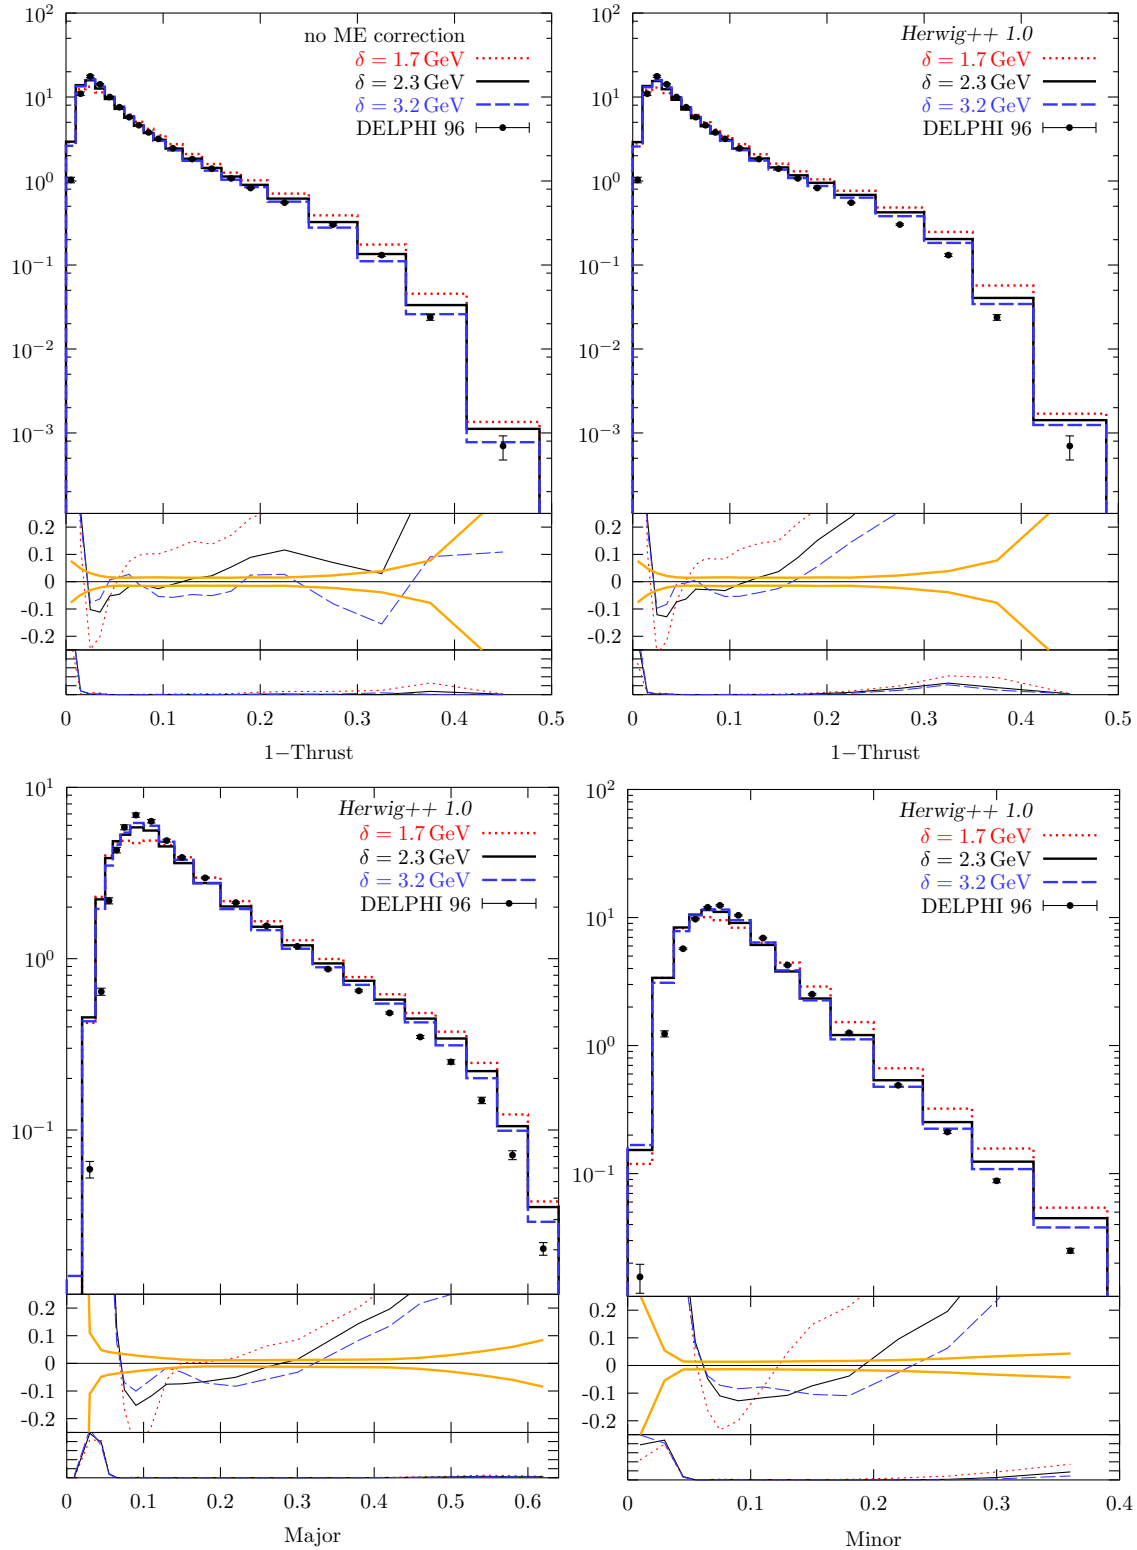 10^2
no ME correction
δ = 1.7 GeV
δ = 2.3 GeV
δ = 3.2 GeV
DELPHI 96
10^1
10^0
10^−1
10^−2
10^−3
0.2
0.1
0
-0.1
-0.2
0 0.1 0.2 0.3 0.4 0.5
1−Thrust
10^2
Herwig++ 1.0
δ = 1.7 GeV
δ = 2.3 GeV
δ = 3.2 GeV
DELPHI 96
10^1
10^0
10^−1
10^−2
10^−3
0.2
0.1
0
-0.1
-0.2
0 0.1 0.2 0.3 0.4 0.5
1−Thrust
10^1
Herwig++ 1.0
δ = 1.7 GeV
δ = 2.3 GeV
δ = 3.2 GeV
DELPHI 96
10^0
10^−1
0.2
0.1
0
-0.1
-0.2
0 0.1 0.2 0.3 0.4 0.5 0.6
Major
10^2
Herwig++ 1.0
δ = 1.7 GeV
δ = 2.3 GeV
δ = 3.2 GeV
DELPHI 96
10^1
10^0
10^−1
0.2
0.1
0
-0.1
-0.2
0 0.1 0.2 0.3 0.4
Minor